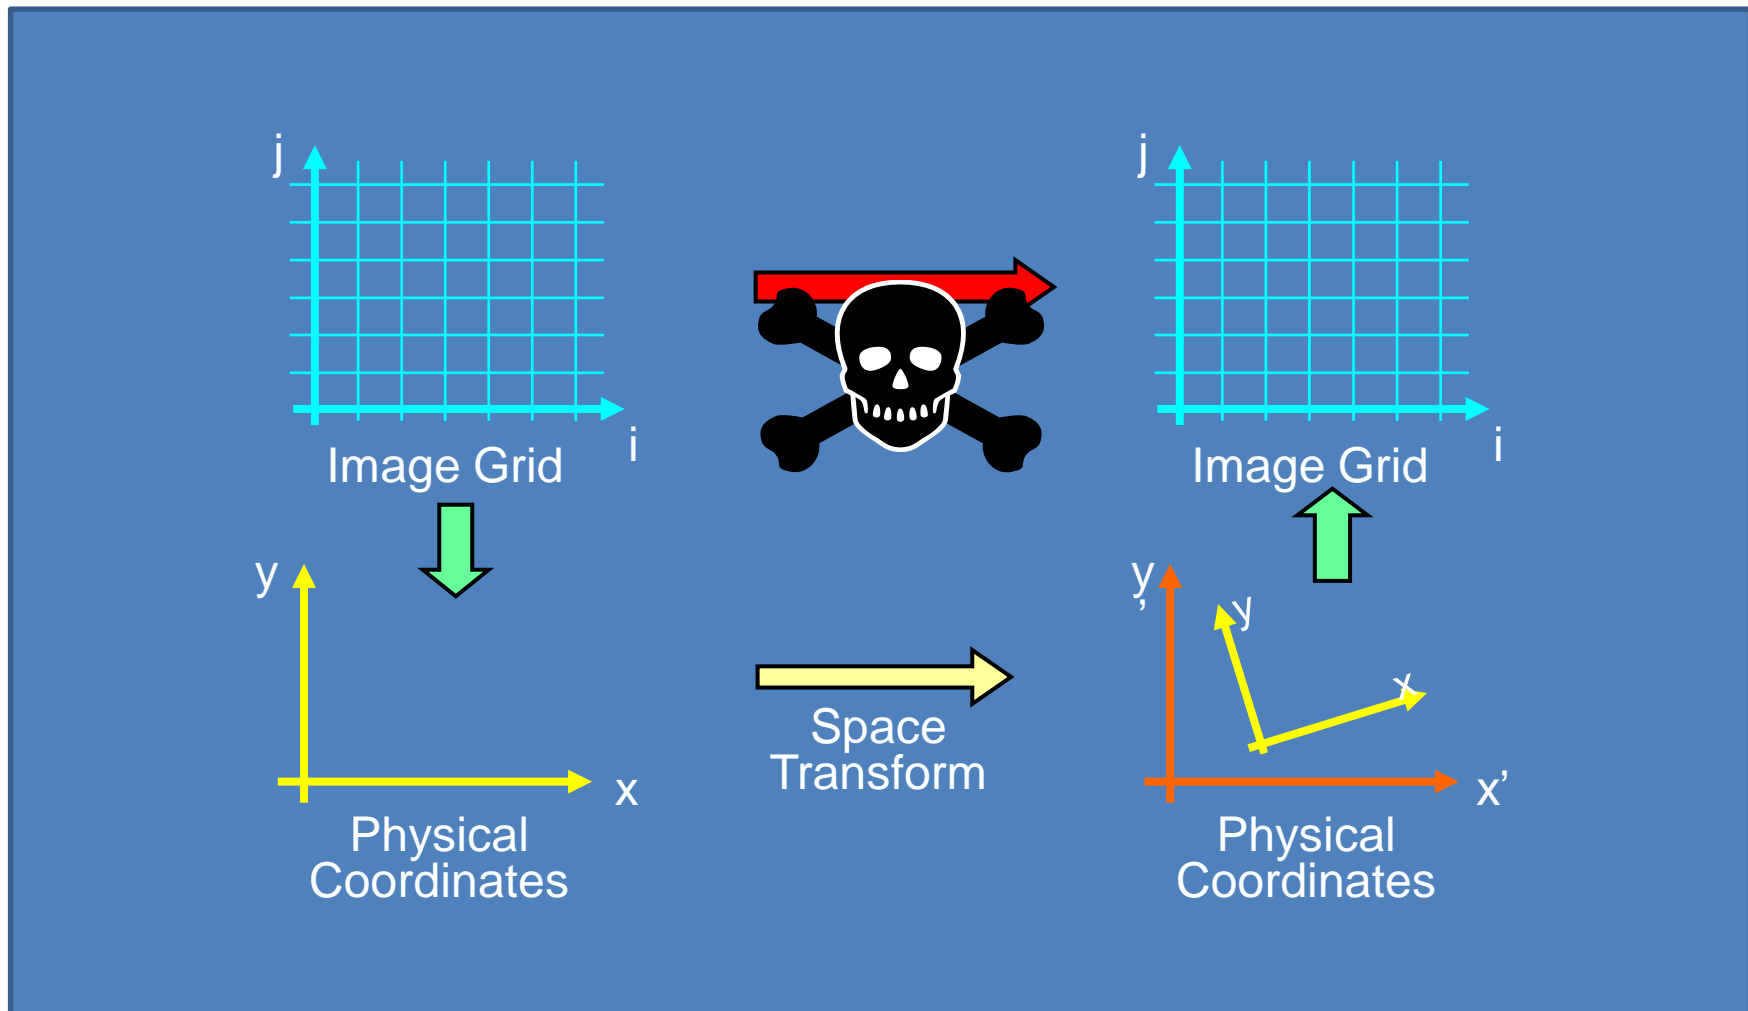 j
i
Image Grid
j
i
Image Grid
y
x
Physical
Coordinates
Space
Transform
y
’
y
x
x’
Physical
Coordinates